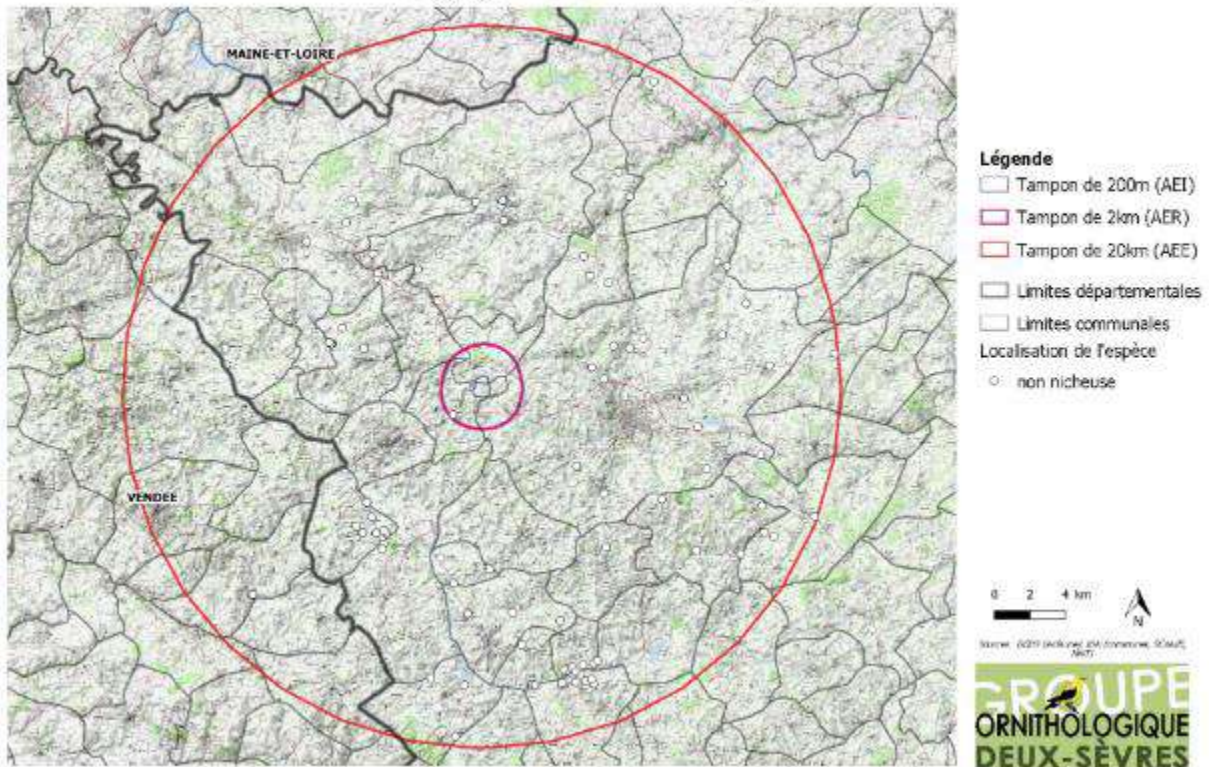 MAINE-ET-LOIRE
VENDEE
Légende
Tampon de 200m (AEI)
Tampon de 2km (AER)
Tampon de 20km (AEE)
Limites départementales
Limites communales
Localisation de l'espèce
non nicheuse
0 2 4 km
N
GROUPE
ORNITHOLOGIQUE
DEUX-SÈVRES